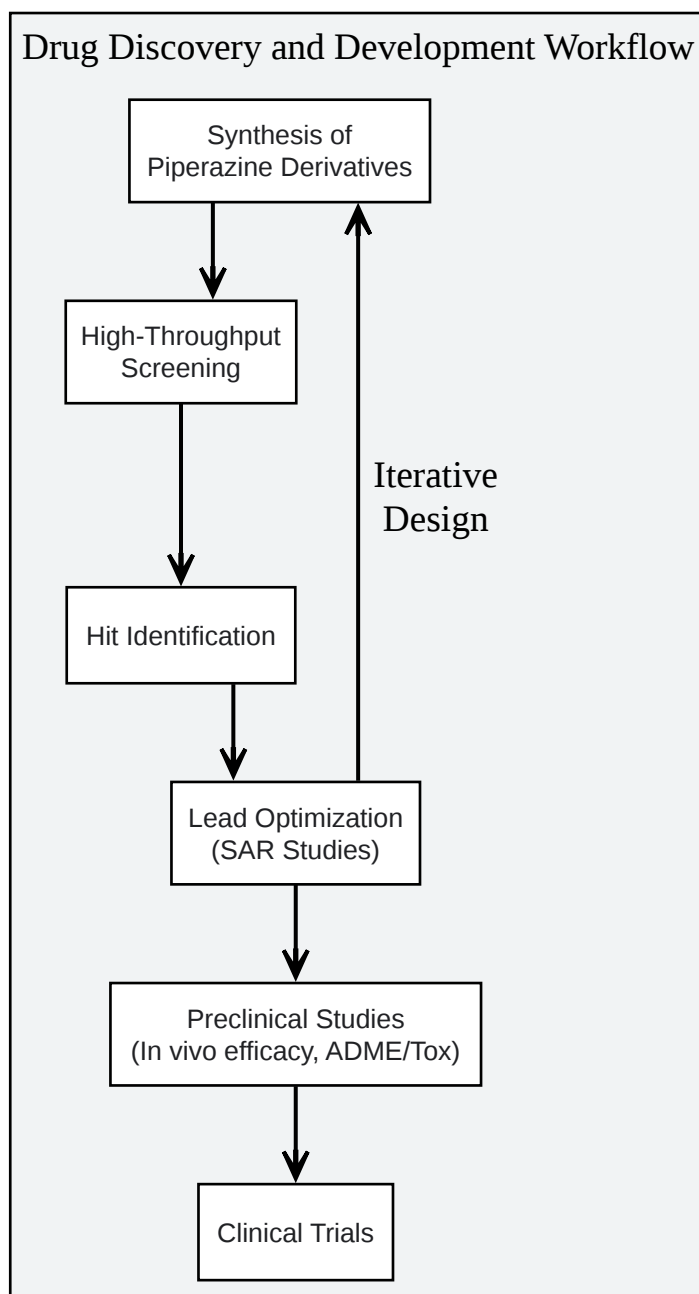 Drug Discovery and Development Workflow
Synthesis of
Piperazine Derivatives
High-Throughput
Screening
Iterative
Design
Hit Identification
Lead Optimization
(SAR Studies)
Preclinical Studies
(In vivo efficacy, ADME/Tox)
Clinical Trials